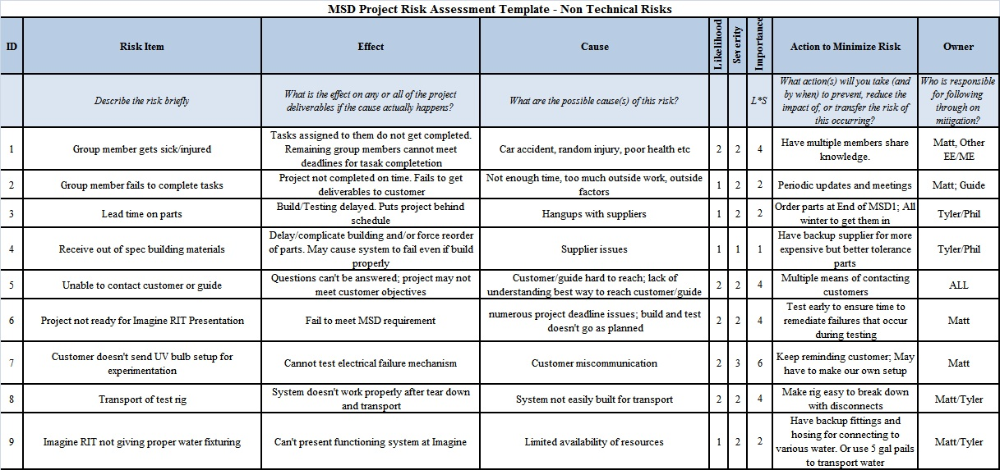 MSD Project Risk Assessment Template - Non Technical Risks
ID Risk Item Effect Cause Likelihood Severity Importance Action to Minimize Risk Owner
Describe the risk briefly
What is the effect on any or all of the project
deliverables if the cause actually happens?
What are the possible cause(s) of this risk?
L*S
What action(s) will you take (and
by when) to prevent, reduce the
impact of, or transfer the risk of
this occurring?
Who is responsible
for following
through on
mitigation?
1
Group member gets sick/injured
Tasks assigned to them do not get completed.
Remaining group members cannot meet
deadlines for tasak completetion
Car accident, random injury, poor health etc
2 2 4
Have multiple members share
knowledge.
Matt, Other
EE/ME
2
Group member fails to complete tasks
Project not completed on time. Fails to get
deliverables to customer
Not enough time, too much outside work, outside
factors
1 2 2
Periodic updates and meetings
Matt; Guide
3
Lead time on parts
Build/Testing delayed. Puts project behind
schedule
Hangups with suppliers
1 2 2
Order parts at End of MSD1; All
winter to get them in
Tyler/Phil
4
Receive out of spec building materials
Delay/complicate building and/or force reorder
of parts. May cause system to fail even if build
properly
Supplier issues
1 1 1
Have backup supplier for more
expensive but better tolerance
parts
Tyler/Phil
5
Unable to contact customer or guide
Questions can't be answered; project may not
meet customer objectives
Customer/guide hard to reach; lack of
understanding best way to reach customer/guide
2 2 4
Multiple means of contacting
customers
ALL
6
Project not ready for Imagine RIT Presentation
Fail to meet MSD requirement
numerous project deadline issues; build and test
doesn't go as planned
2 2 4
Test early to ensure time to
remediate failures that occur
during testing
Matt
7
Customer doesn't send UV bulb setup for
experimentation
Cannot test electrical failure mechanism
Customer miscommunication
2 3 6
Keep reminding customer; May
have to make our own setup
Matt
8
Transport of test rig
System doesn't work properly after tear down
and transport
System not easily built for transport
2 2 4
Make rig easy to break down
with disconnects
Matt/Tyler
9
Imagine RIT not giving proper water fixturing
Can't present functioning system at Imagine
Limited availability of resources
1 2 2
Have backup fittings and
hosing for connecting to
various water. Or use 5 gal pails
to transport water
Matt/Tyler